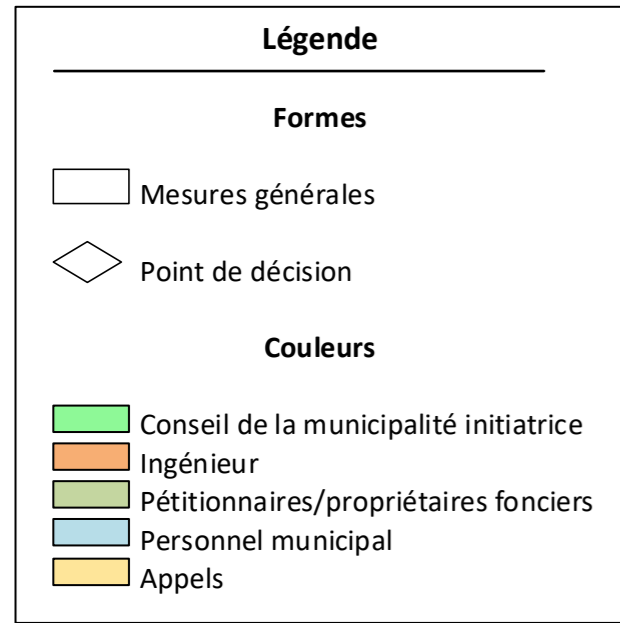 Légende
Formes
Mesures générales
Point de décision
Couleurs
Conseil de la municipalité initiatrice
Ingénieur
Pétitionnaires/propriétaires fonciers
Personnel municipal
Appels